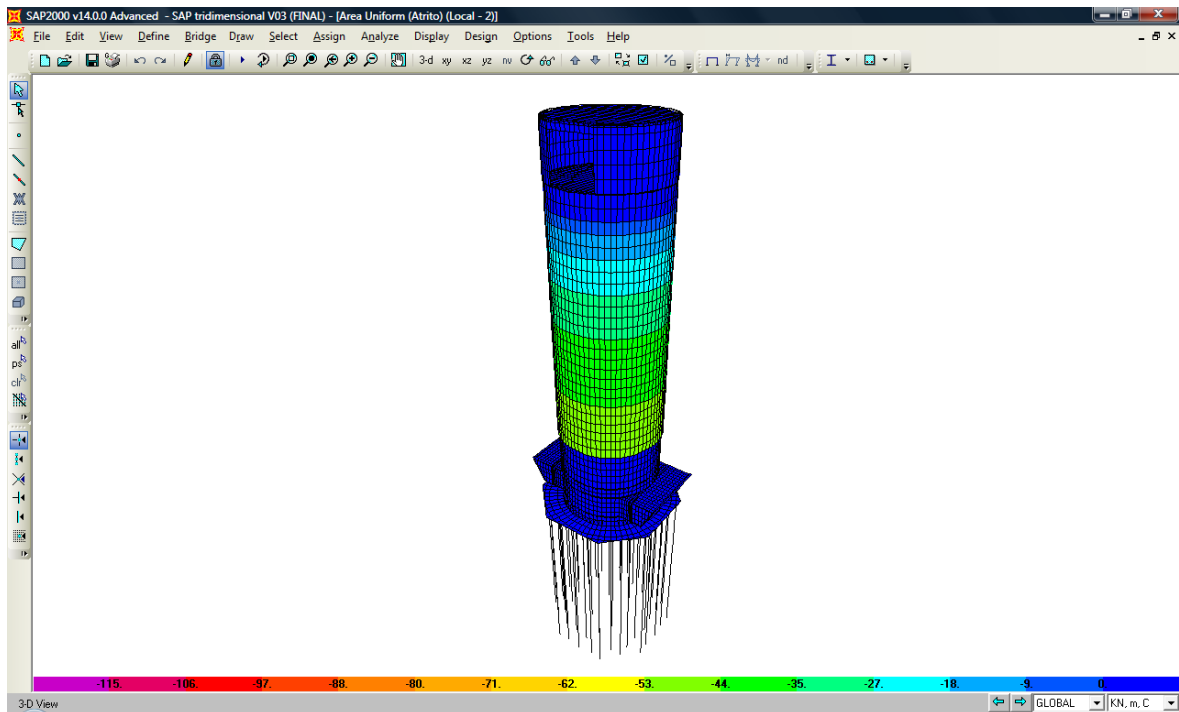 SAP2000 v14.0.0 Advanced - SAP tridimensional V03 (FINAL) - [Area Uniform (Atrito) (Local - 2)]
File Edit View Define Bridge Draw Select Assign Analyze Display Design Options Tools Help
3-d xy xz yz nv nd
all
ps
clr
-115. -106. -97. -88. -80. -71. -62. -53. -44. -35. -27. -18. -9. 0
3-D View GLOBAL KN, m, C